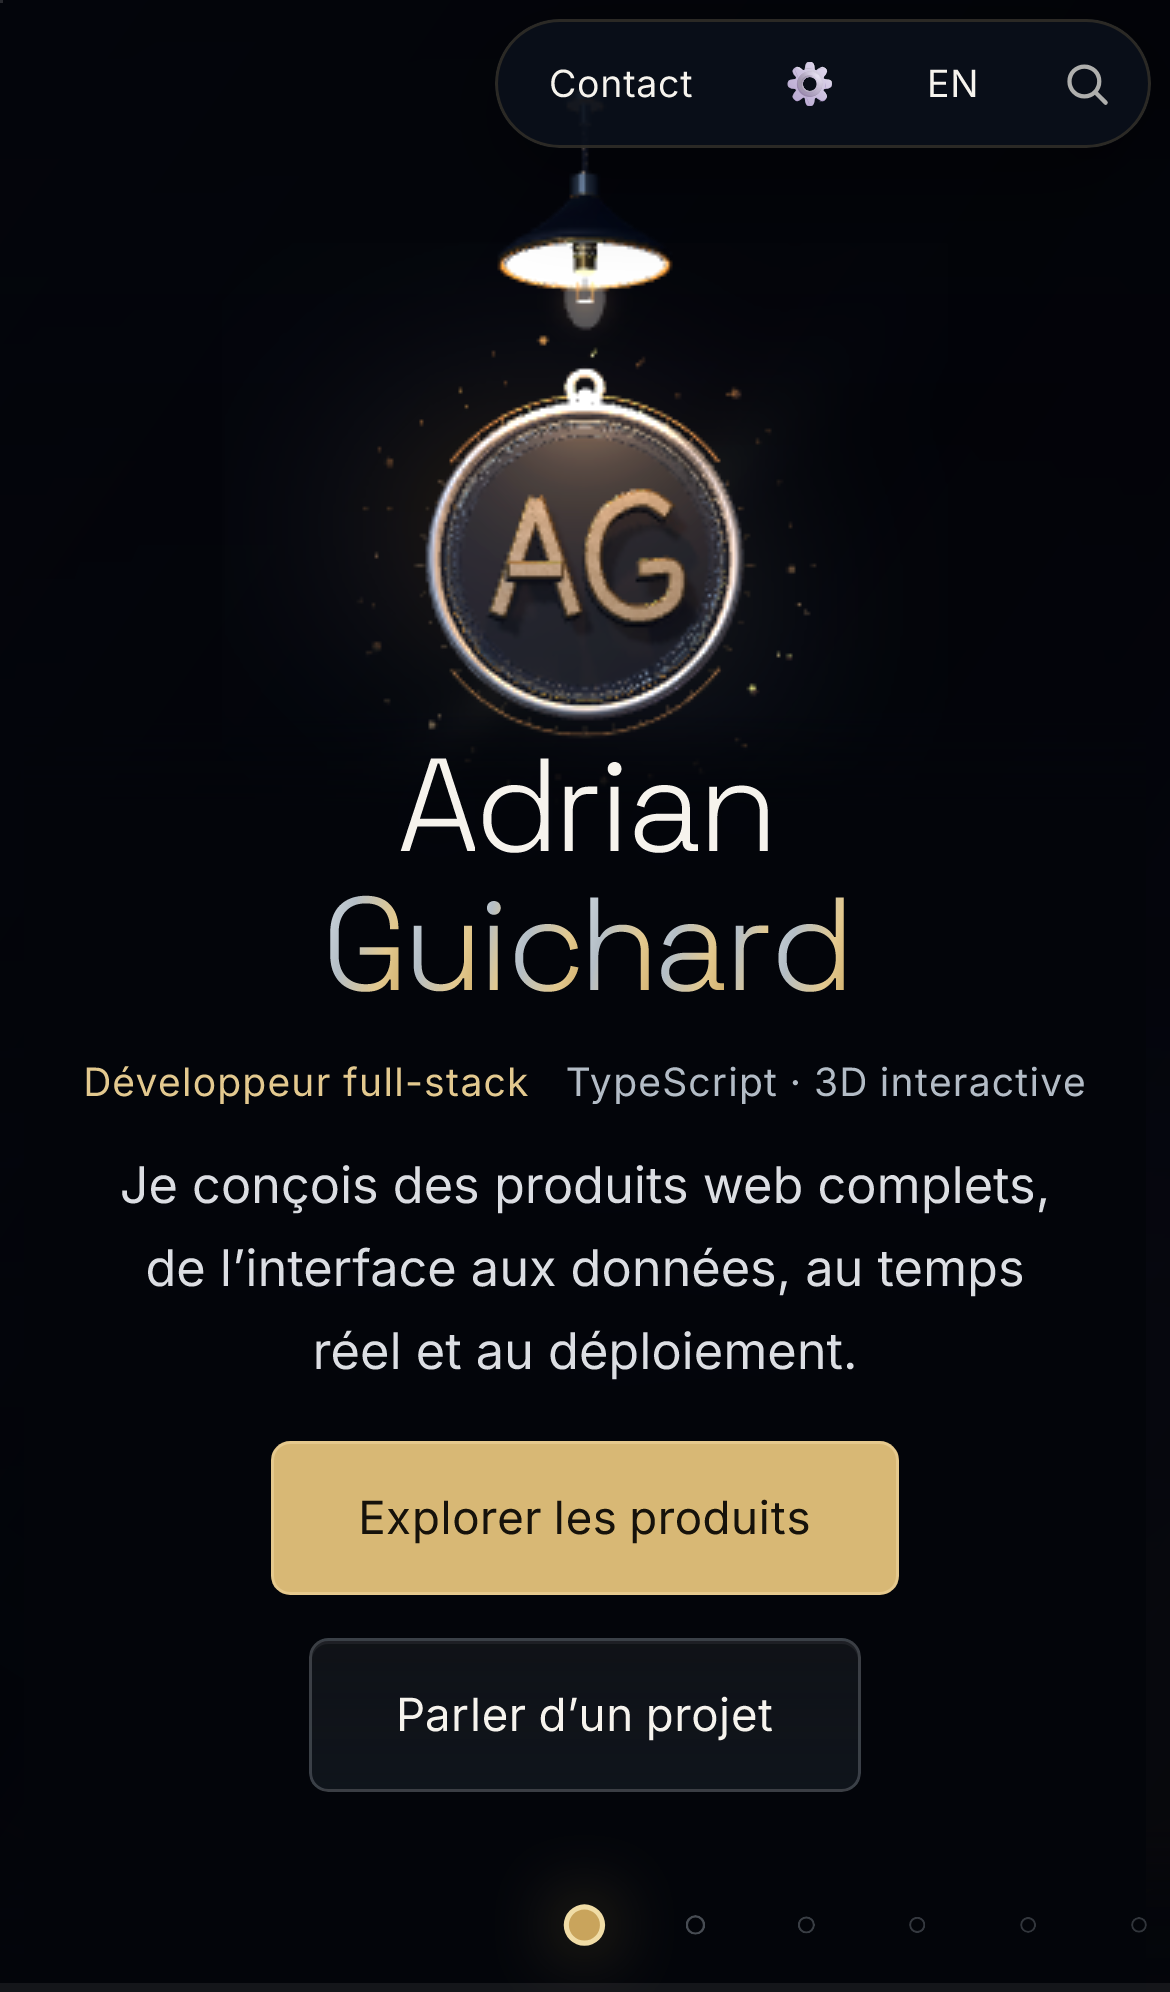 Contact EN
AG
Adrian
Guichard
Développeur full-stack TypeScript · 3D interactive
Je conçois des produits web complets,
de l’interface aux données, au temps
réel et au déploiement.
Explorer les produits
Parler d’un projet